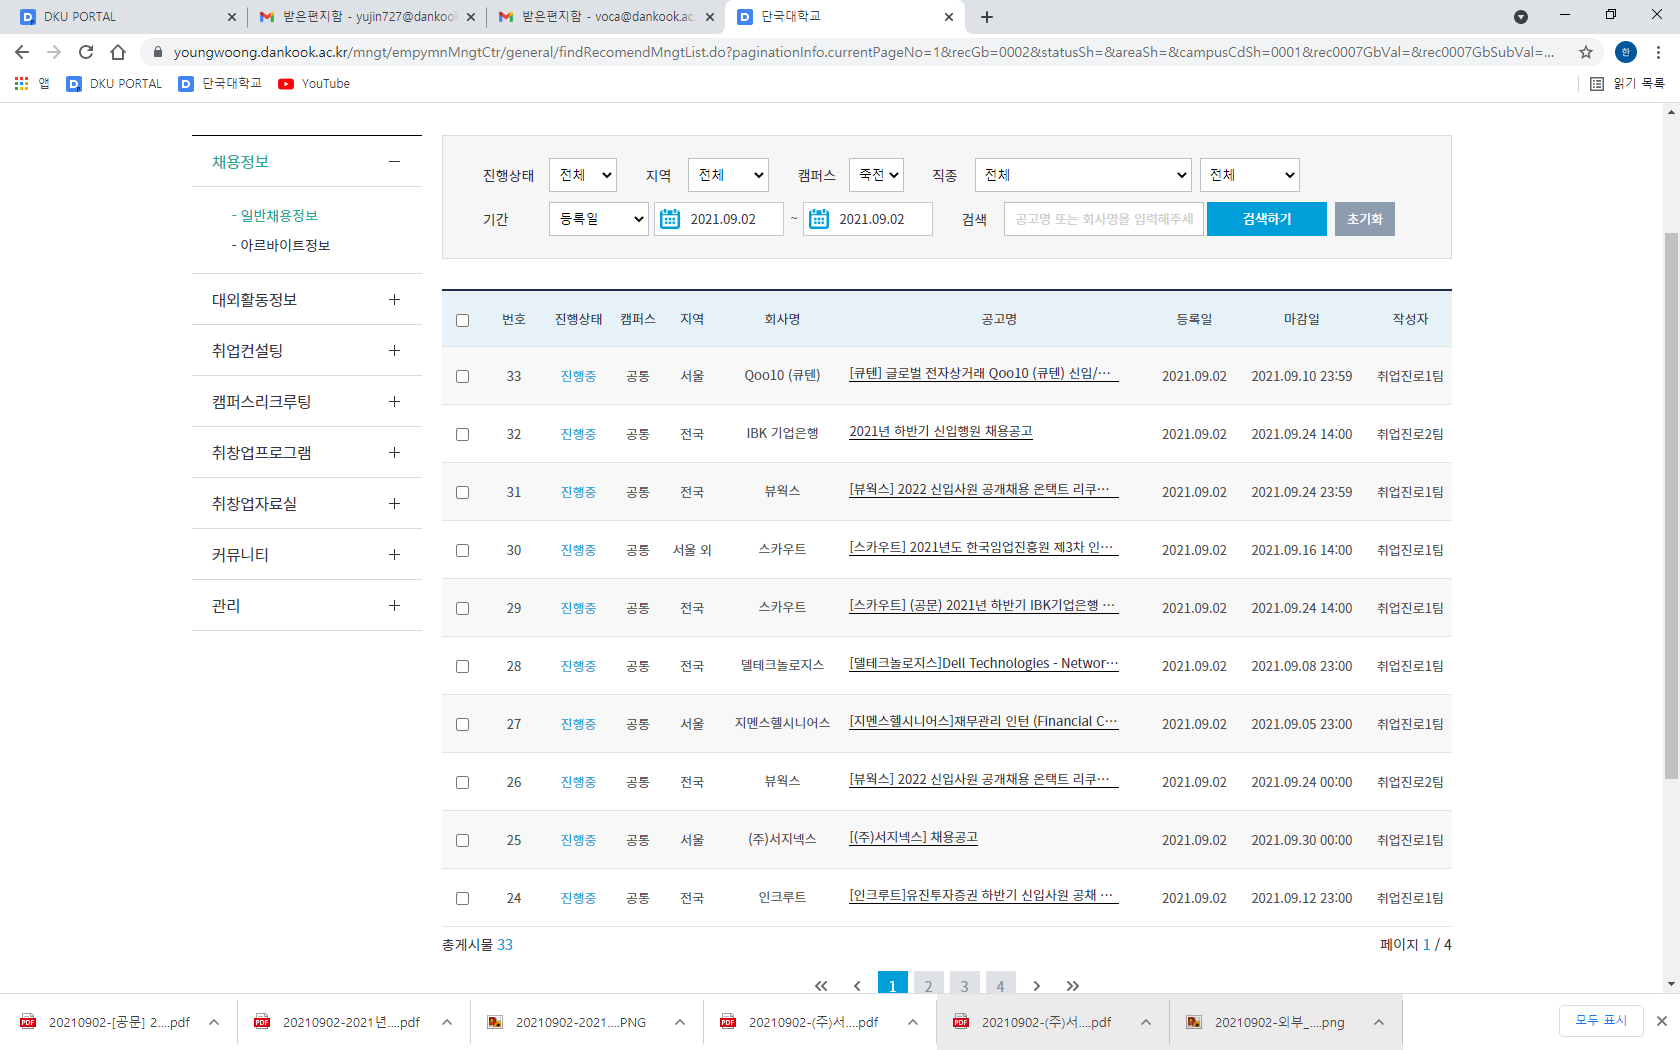 DKU PORTAL
받은편지함 - yujin727@dankook
받은편지함 - voca@dankook.ac.
단국대학교
youngwoong.dankook.ac.kr/mngt/empymnMngtCtr/general/findRecomendMngtList.do?paginationInfo.currentPageNo=1&recGb=0002&statusSh=&areaSh=&campusCdSh=0001&rec0007GbVal=&rec0007GbSubVal=...
한
앱 DKU PORTAL 단국대학교 YouTube 읽기 목록
채용정보
- 일반채용정보
- 아르바이트정보
대외활동정보
취업컨설팅
캠퍼스리크루팅
취창업프로그램
취창업자료실
커뮤니티
관리
진행상태 전체 지역 전체 캠퍼스 죽전 직종 전체 전체
기간 등록일 2021.09.02 ~ 2021.09.02 검색 공고명 또는 회사명을 입력해주세 검색하기 초기화
번호 진행상태 캠퍼스 지역 회사명 공고명 등록일 마감일 작성자
33 진행중 공통 서울 Qoo10 (큐텐) [큐텐] 글로벌 전자상거래 Qoo10 (큐텐) 신입/… 2021.09.02 2021.09.10 23:59 취업진로1팀
32 진행중 공통 전국 IBK 기업은행 2021년 하반기 신입행원 채용공고 2021.09.02 2021.09.24 14:00 취업진로2팀
31 진행중 공통 전국 뷰웍스 [뷰웍스] 2022 신입사원 공개채용 온택트 리쿠… 2021.09.02 2021.09.24 23:59 취업진로1팀
30 진행중 공통 서울 외 스카우트 [스카우트] 2021년도 한국임업진흥원 제3차 인… 2021.09.02 2021.09.16 14:00 취업진로1팀
29 진행중 공통 전국 스카우트 [스카우트] (공문) 2021년 하반기 IBK기업은행 … 2021.09.02 2021.09.24 14:00 취업진로1팀
28 진행중 공통 전국 델테크놀로지스 [델테크놀로지스]Dell Technologies - Networ… 2021.09.02 2021.09.08 23:00 취업진로1팀
27 진행중 공통 서울 지멘스헬시니어스 [지멘스헬시니어스]재무관리 인턴 (Financial C… 2021.09.02 2021.09.05 23:00 취업진로1팀
26 진행중 공통 전국 뷰웍스 [뷰웍스] 2022 신입사원 공개채용 온택트 리쿠… 2021.09.02 2021.09.24 00:00 취업진로2팀
25 진행중 공통 서울 (주)서지넥스 [(주)서지넥스] 채용공고 2021.09.02 2021.09.30 00:00 취업진로1팀
24 진행중 공통 전국 인크루트 [인크루트]유진투자증권 하반기 신입사원 공채 … 2021.09.02 2021.09.12 23:00 취업진로1팀
총게시물 33 페이지 1 / 4
1 2 3 4
20210902-[공문] 2....pdf
20210902-2021년....pdf
20210902-2021....PNG
20210902-(주)서....pdf
20210902-(주)서....pdf
20210902-외부_....png
모두 표시